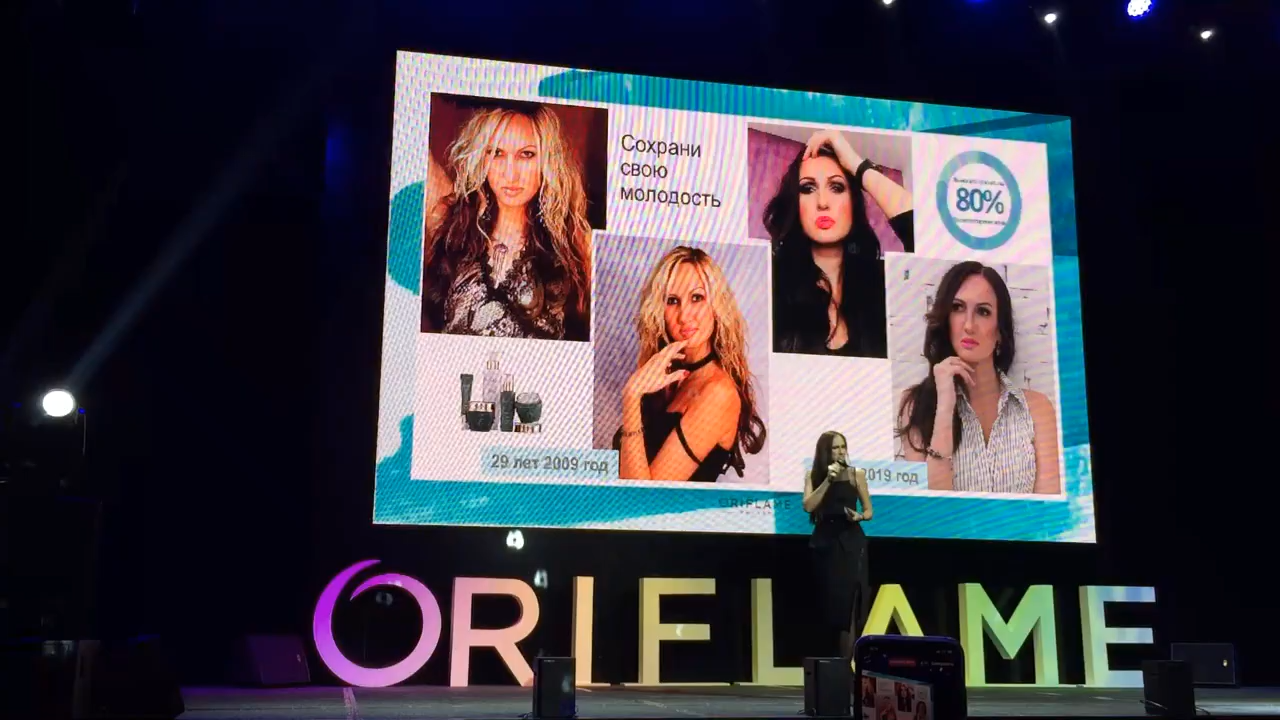 Сохрани
свою
молодость
80%
29 лет 2009 год
2019 год
ORIFLAME
ORIFLAME